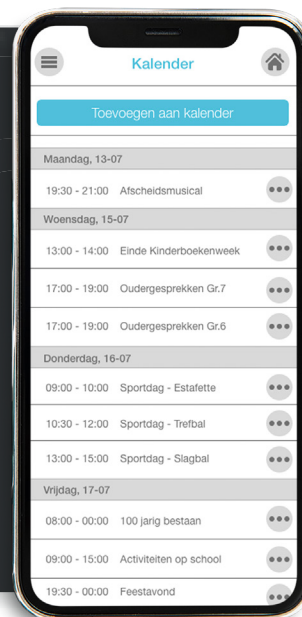 Kalender
Toevoegen aan kalender
Maandag, 13-07
19:30 - 21:00 Afscheidsmusical
Woensdag, 15-07
13:00 - 14:00 Einde Kinderboekenweek
17:00 - 19:00 Oudergesprekken Gr.7
17:00 - 19:00 Oudergesprekken Gr.6
Donderdag, 16-07
09:00 - 10:00 Sportdag - Estafette
10:30 - 12:00 Sportdag - Trefbal
13:00 - 15:00 Sportdag - Slagbal
Vrijdag, 17-07
08:00 - 00:00 100 jarig bestaan
09:00 - 15:00 Activiteiten op school
19:30 - 00:00 Feestavond